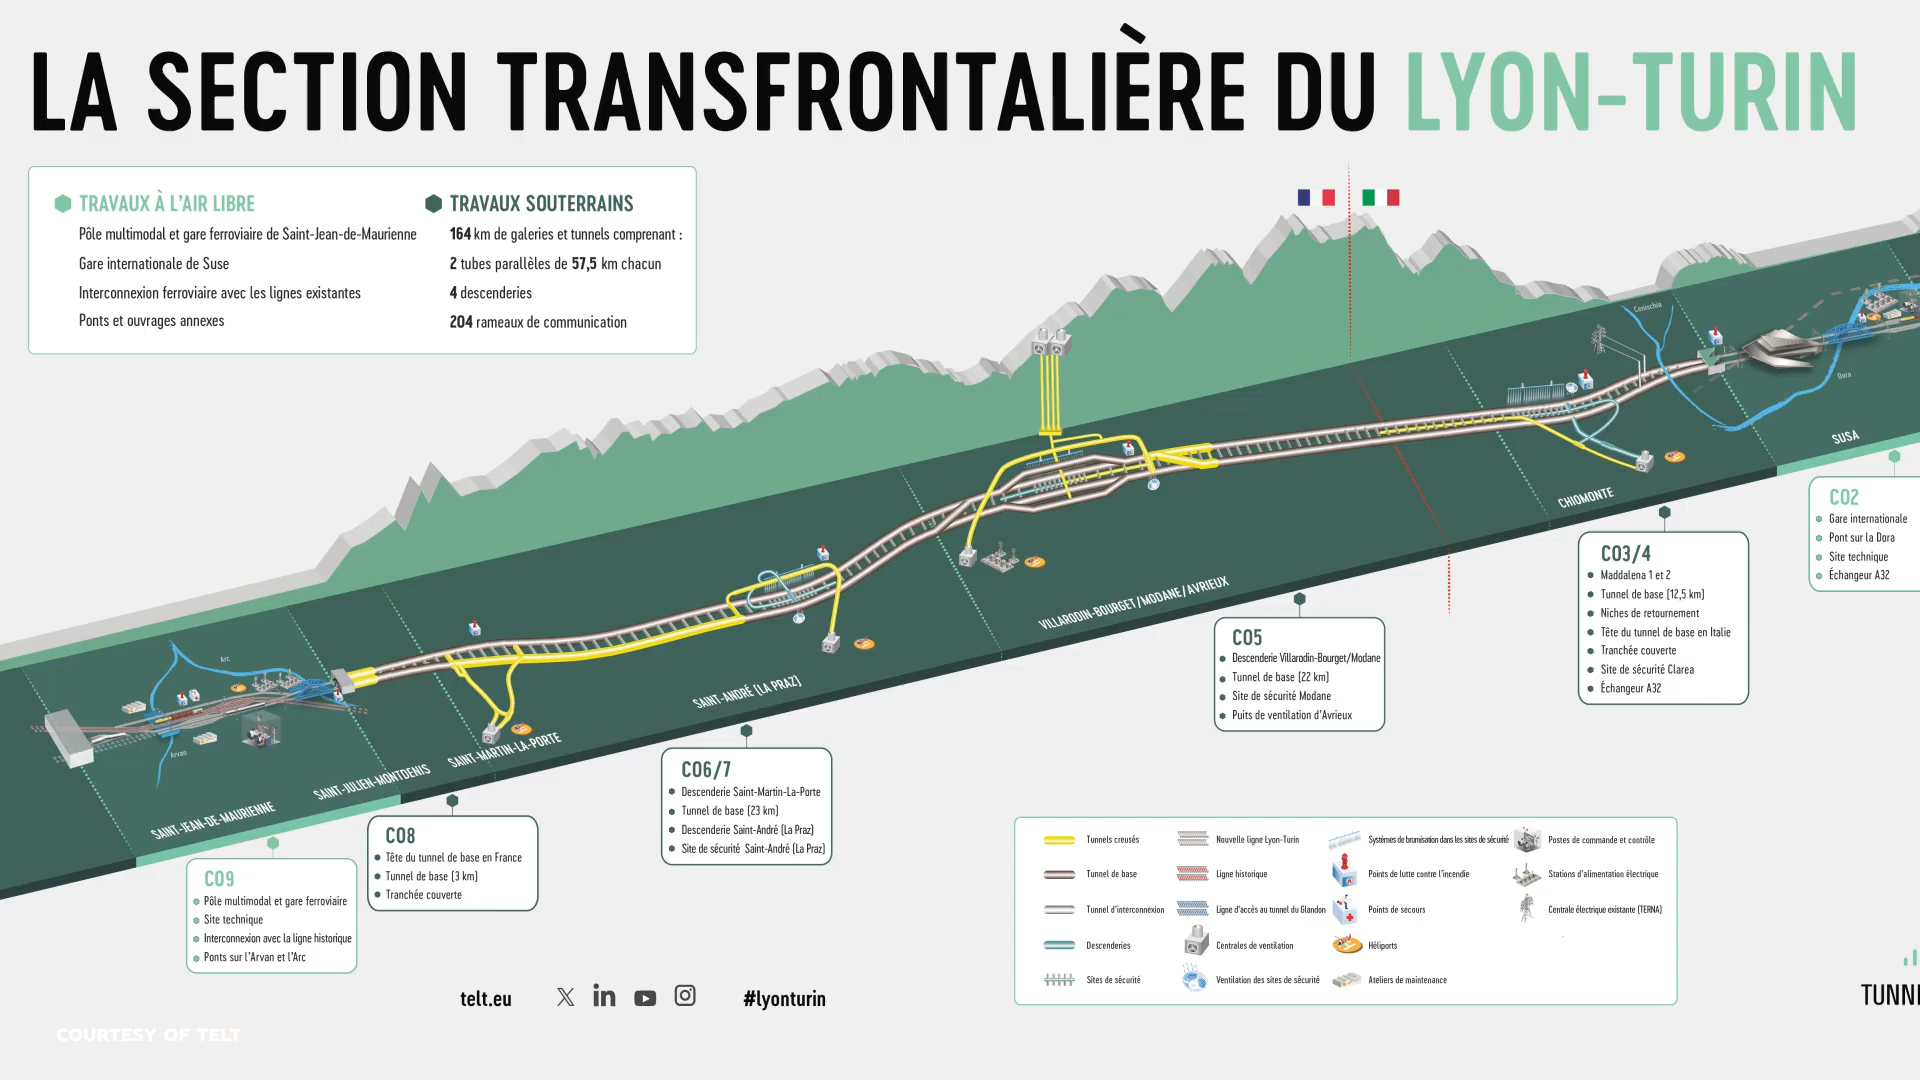 LA SECTION TRANSFRONTALIÈRE DU LYON-TURIN
TRAVAUX À L'AIR LIBRE
Pôle multimodal et gare ferroviaire de Saint-Jean-de-Maurienne
Gare internationale de Suse
Interconnexion ferroviaire avec les lignes existantes
Ponts et ouvrages annexes
TRAVAUX SOUTERRAINS
164 km de galeries et tunnels comprenant :
2 tubes parallèles de 57,5 km chacun
4 descenderies
204 rameaux de communication
Cenischia
Dora
SUSA
CHIOMONTE
VILLARODIN-BOURGET/MODANE/AVRIEUX
SAINT-ANDRÉ (LA PRAZ)
SAINT-MARTIN-LA-PORTE
SAINT-JULIEN-MONTDENIS
SAINT-JEAN-DE-MAURIENNE
Arc
Arvan
CO2
Gare internationale
Pont sur la Dora
Site technique
Échangeur A32
CO3/4
Maddalena 1 et 2
Tunnel de base (12,5 km)
Niches de retournement
Tête du tunnel de base en Italie
Tranchée couverte
Site de sécurité Clarea
Échangeur A32
CO5
Descenderie Villarodin-Bourget/Modane
Tunnel de base (22 km)
Site de sécurité Modane
Puits de ventilation d'Avrieux
CO6/7
Descenderie Saint-Martin-La-Porte
Tunnel de base (23 km)
Descenderie Saint-André (La Praz)
Site de sécurité Saint-André (La Praz)
CO8
Tête du tunnel de base en France
Tunnel de base (3 km)
Tranchée couverte
CO9
Pôle multimodal et gare ferroviaire
Site technique
Interconnexion avec la ligne historique
Ponts sur l'Arvan et l'Arc
Tunnels creusés
Tunnel de base
Tunnel d'interconnexion
Descenderies
Sites de sécurité
Nouvelle ligne Lyon-Turin
Ligne historique
Ligne d'accès au tunnel du Glandon
Centrales de ventilation
Ventilation des sites de sécurité
Systèmes de brumisation dans les sites de sécurité
Points de lutte contre l'incendie
Points de secours
Héliports
Ateliers de maintenance
Postes de commande et contrôle
Stations d'alimentation électrique
Centrale électrique existante (TERNA)
telt.eu
#lyonturin
TUNNE
COURTESY OF TELT